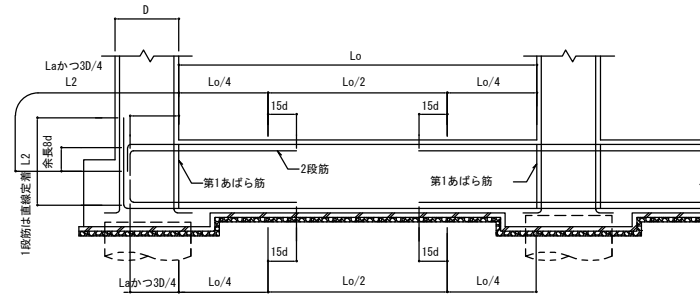 D
Laかつ3D/4
Lo
L2
Lo/4
Lo/2
Lo/4
15d
15d
余長8d
1段筋は直線定着 L2
第1あばら筋
2段筋
第1あばら筋
15d
15d
Laかつ3D/4
Lo/4
Lo/2
Lo/4